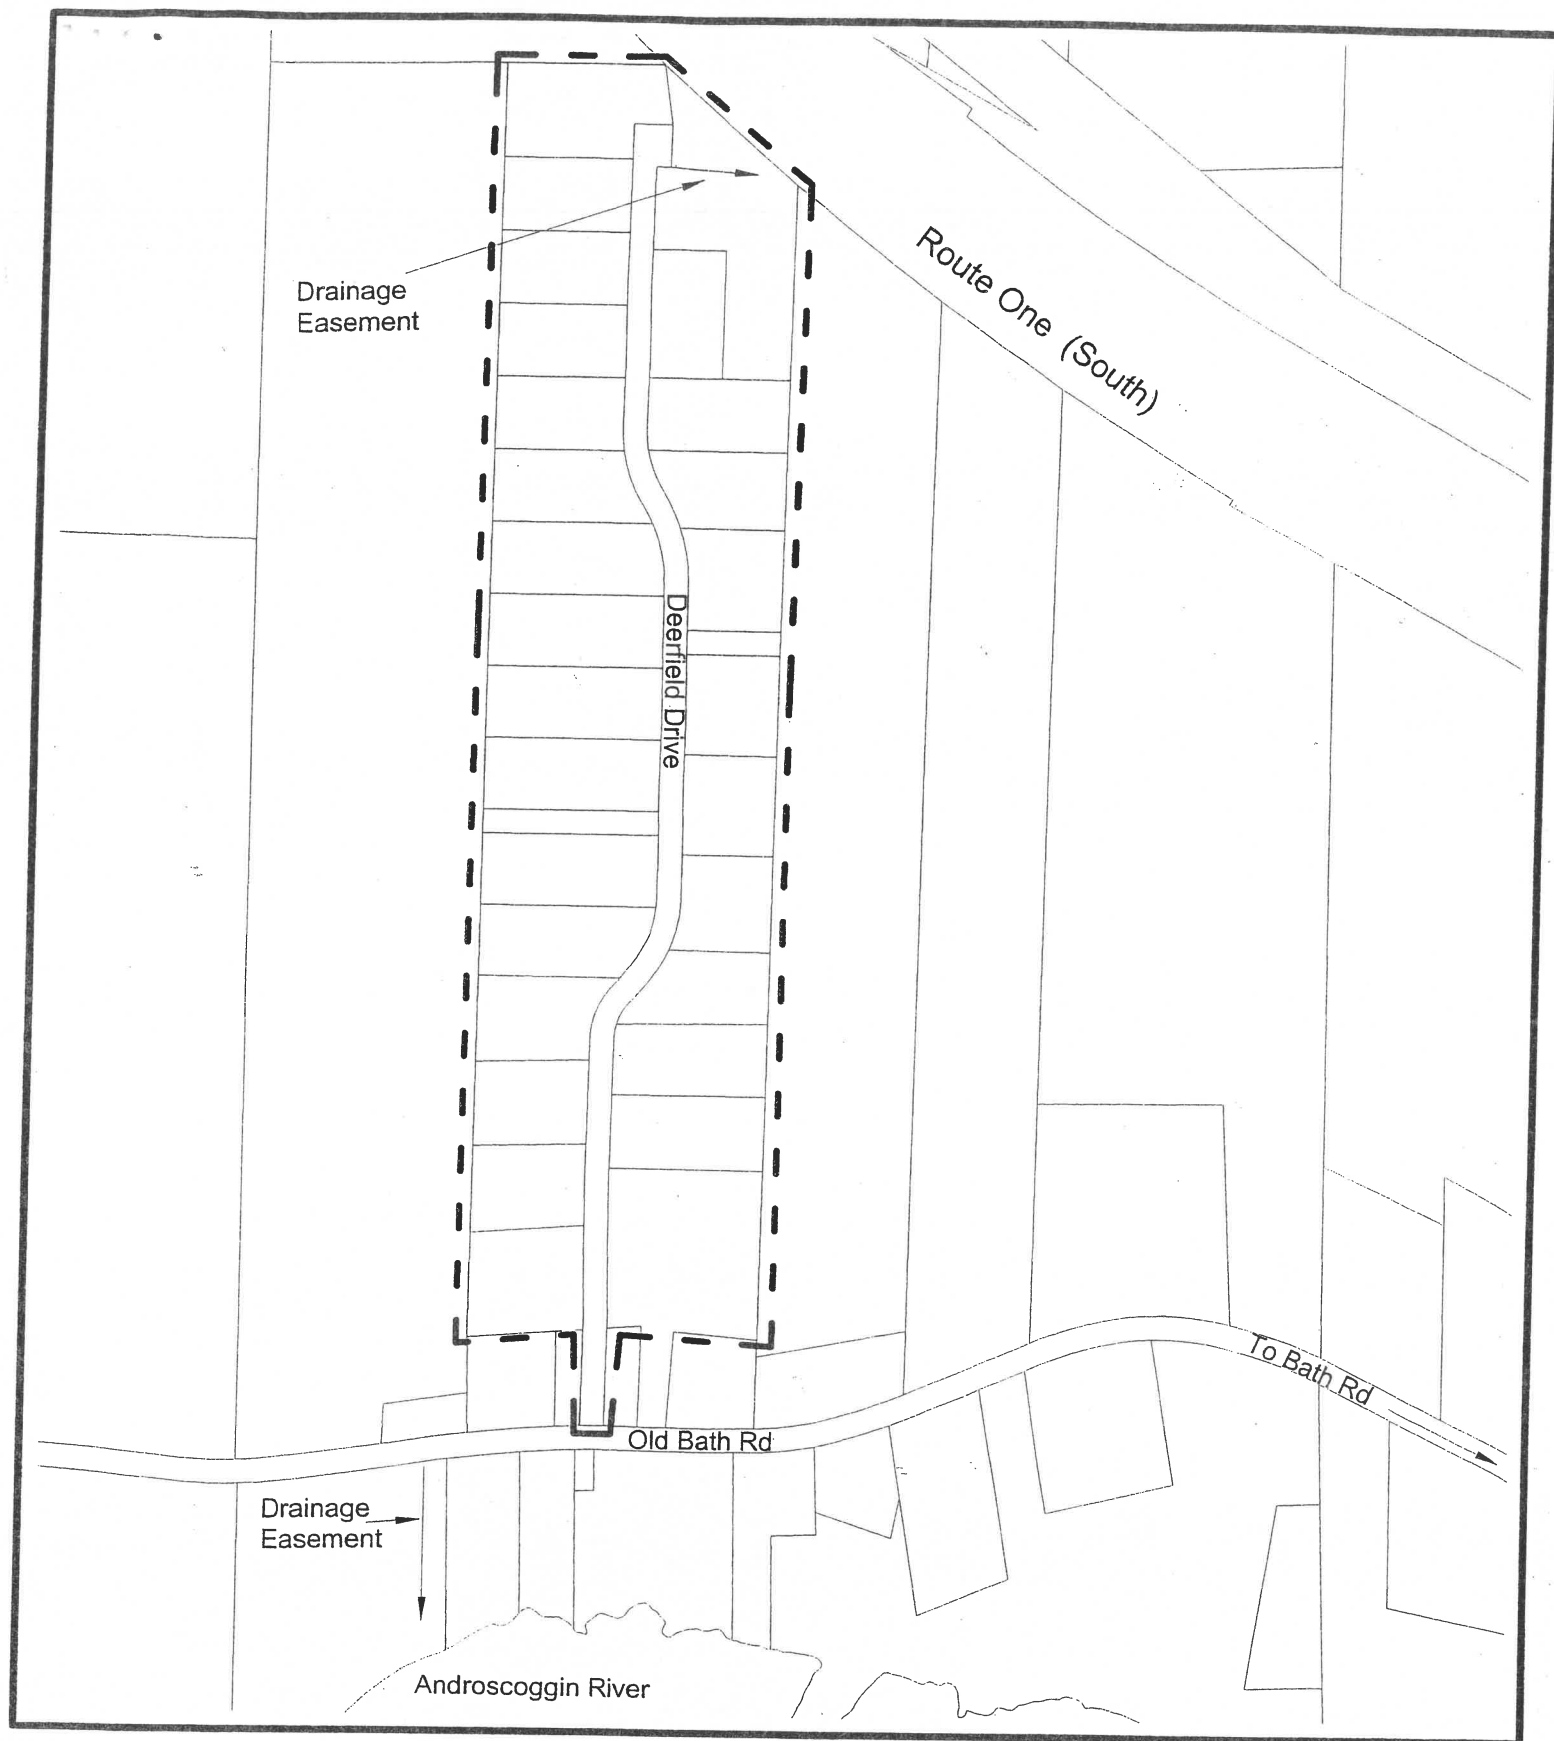 Drainage
Easement
Route One (South)
Deerfield Drive
To Bath Rd
Old Bath Rd
Drainage
Easement
Androscoggin River